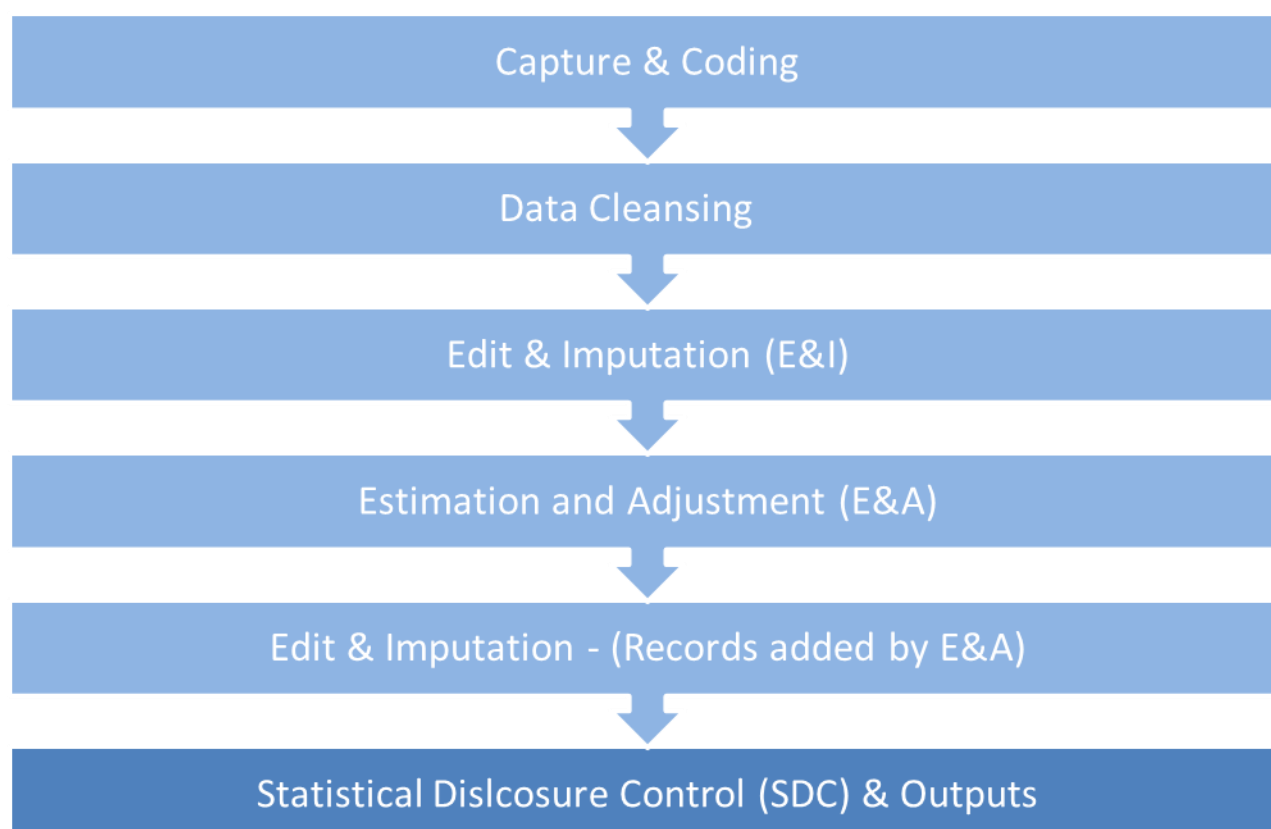 Capture & Coding
Data Cleansing
Edit & Imputation (E&I)
Estimation and Adjustment (E&A)
Edit & Imputation - (Records added by E&A)
Statistical Dislcosure Control (SDC) & Outputs